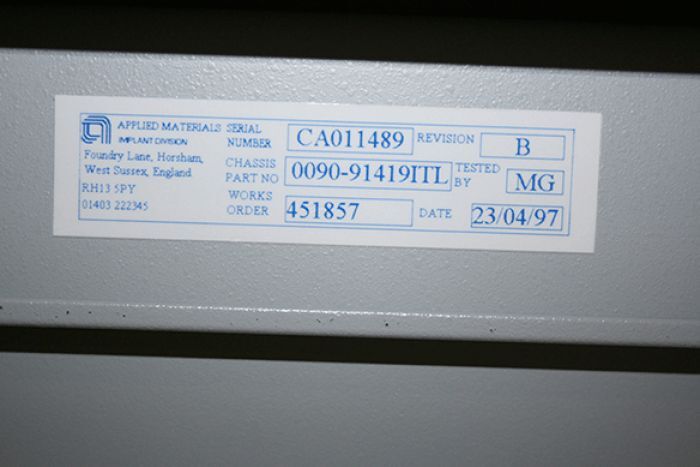 APPLIED MATERIALS
IMPLANT DIVISION
Foundry Lane, Horsham,
West Sussex, England
RH13 5PY
01403 222345
SERIAL NUMBER CA011489 REVISION B
CHASSIS PART NO 0090-91419ITL TESTED BY MG
WORKS ORDER 451857 DATE 23/04/97